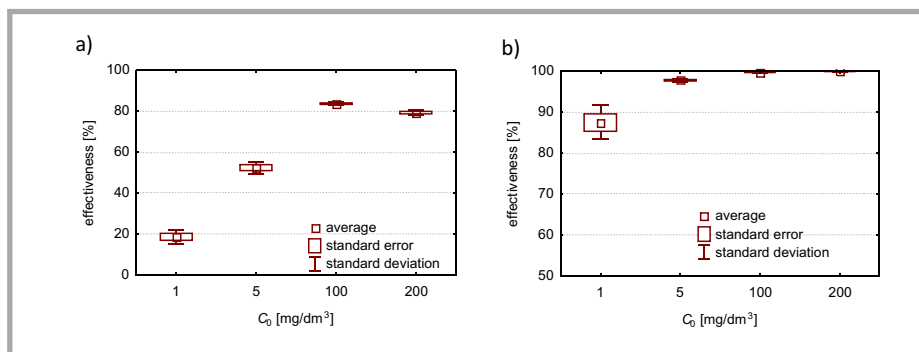 a)
100
80
60
40
20
0
effectiveness [%]
average
standard error
standard deviation
1 5 100 200
C₀ [mg/dm³]
b)
100
90
80
70
60
50
effectiveness [%]
average
standard error
standard deviation
1 5 100 200
C₀ [mg/dm³]